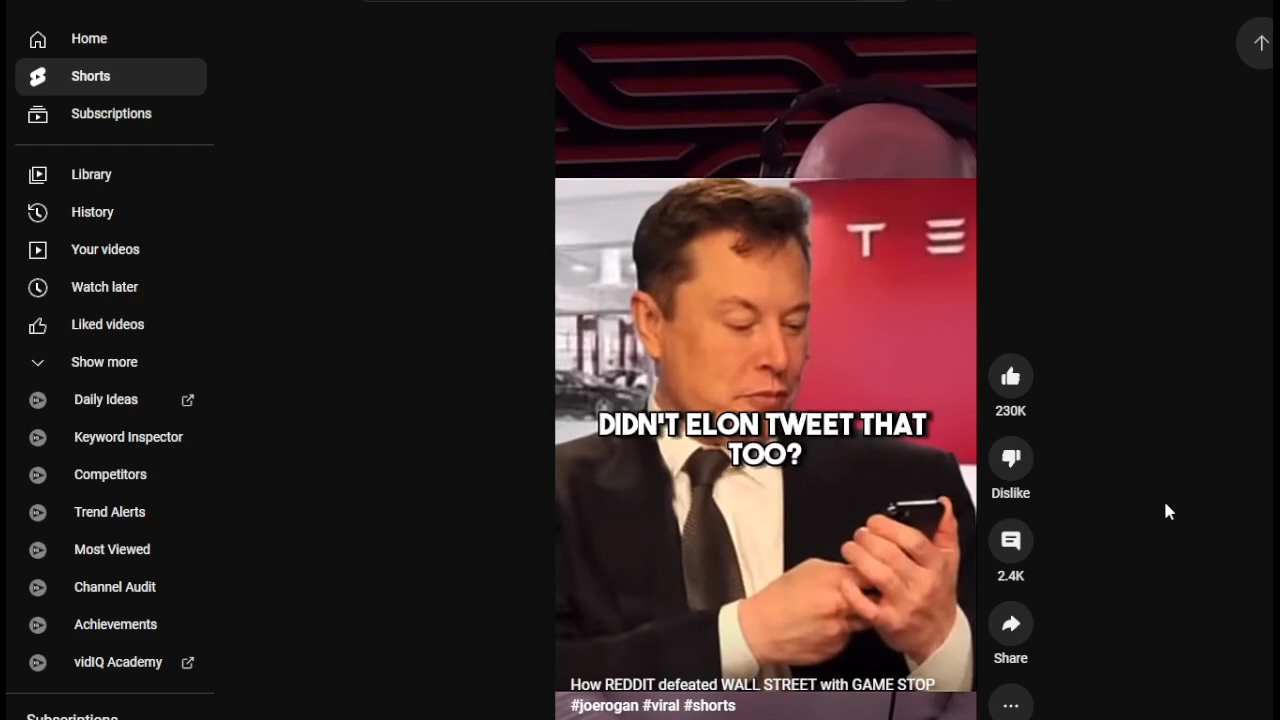 Home
Shorts
Subscriptions
Library
History
Your videos
Watch later
Liked videos
Show more
Daily Ideas
Keyword Inspector
Competitors
Trend Alerts
Most Viewed
Channel Audit
Achievements
vidIQ Academy
Subscriptions
T E
DIDN'T ELON TWEET THAT
TOO?
How REDDIT defeated WALL STREET with GAME STOP
#joerogan #viral #shorts
230K
Dislike
2.4K
Share